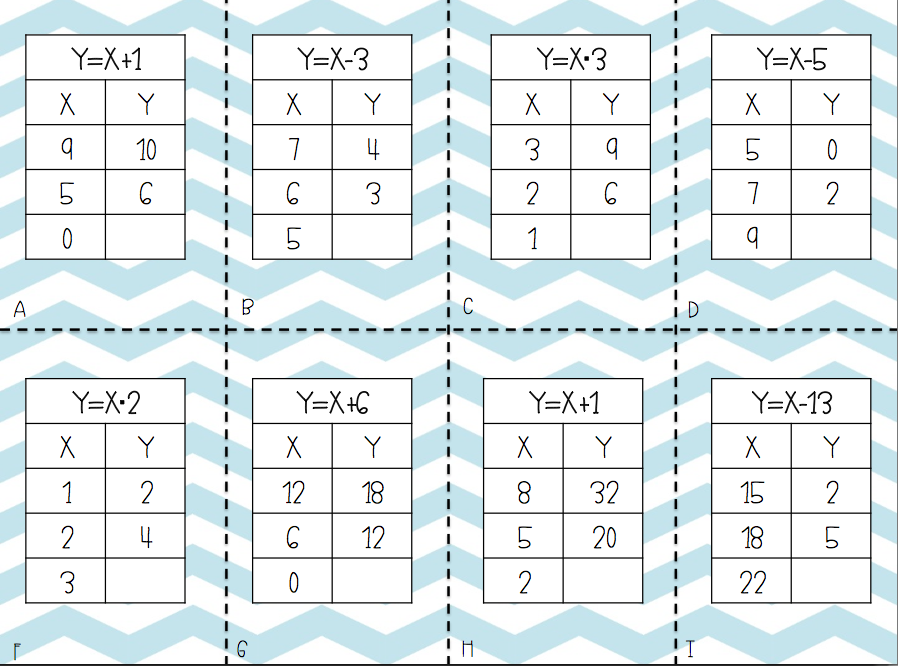 Y=X+1
X Y
9 10
5 6
0
A
Y=X-3
X Y
7 4
6 3
5
B
Y=X·3
X Y
3 9
2 6
1
C
Y=X-5
X Y
5 0
7 2
9
D
Y=X·2
X Y
1 2
2 4
3
F
Y=X+6
X Y
12 18
6 12
0
G
Y=X+1
X Y
8 32
5 20
2
H
Y=X-13
X Y
15 2
18 5
22
I